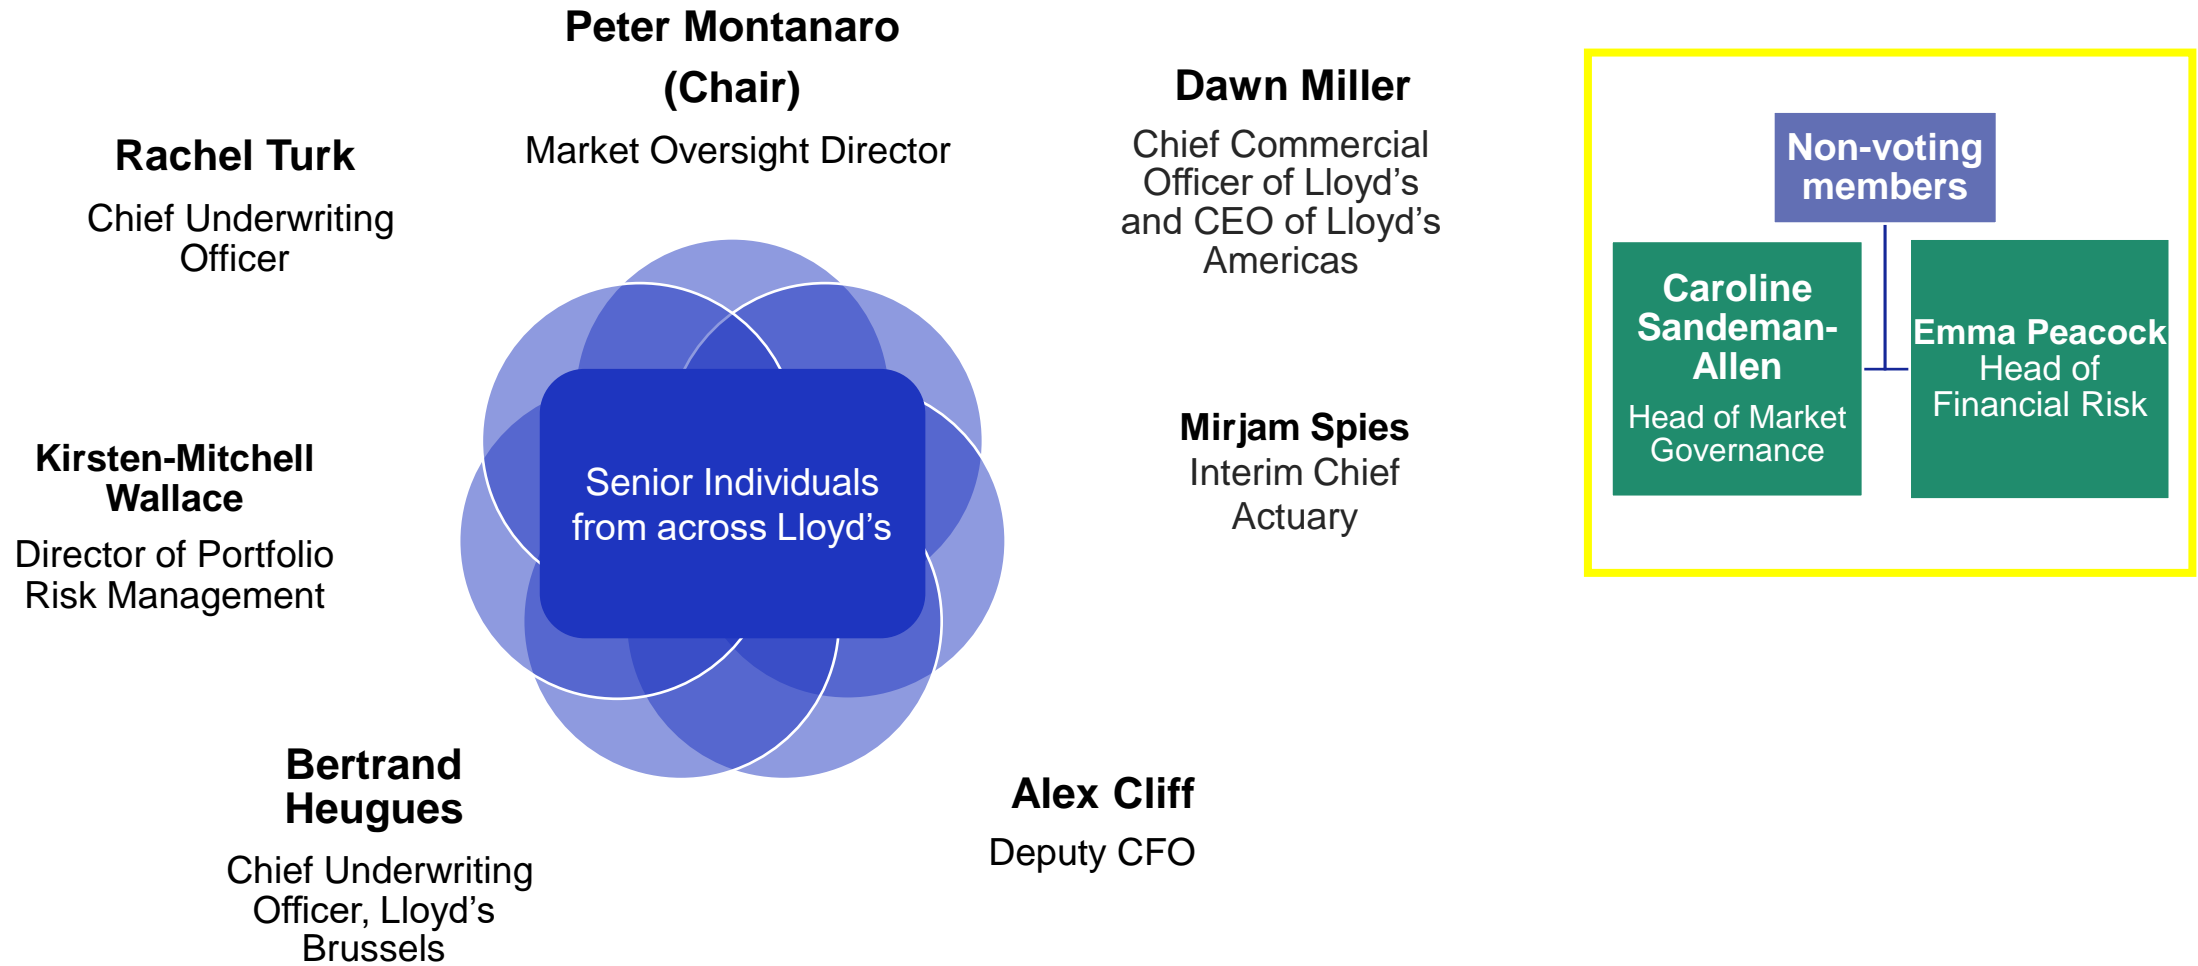 Peter Montanaro
(Chair)
Market Oversight Director
Dawn Miller
Chief Commercial
Officer of Lloyd’s
and CEO of Lloyd’s
Americas
Mirjam Spies
Interim Chief
Actuary
Alex Cliff
Deputy CFO
Bertrand
Heugues
Chief Underwriting
Officer, Lloyd’s
Brussels
Kirsten-Mitchell
Wallace
Director of Portfolio
Risk Management
Rachel Turk
Chief Underwriting
Officer
Senior Individuals
from across Lloyd’s
Non-voting
members
Caroline
Sandeman-
Allen
Head of Market
Governance
Emma Peacock
Head of
Financial Risk